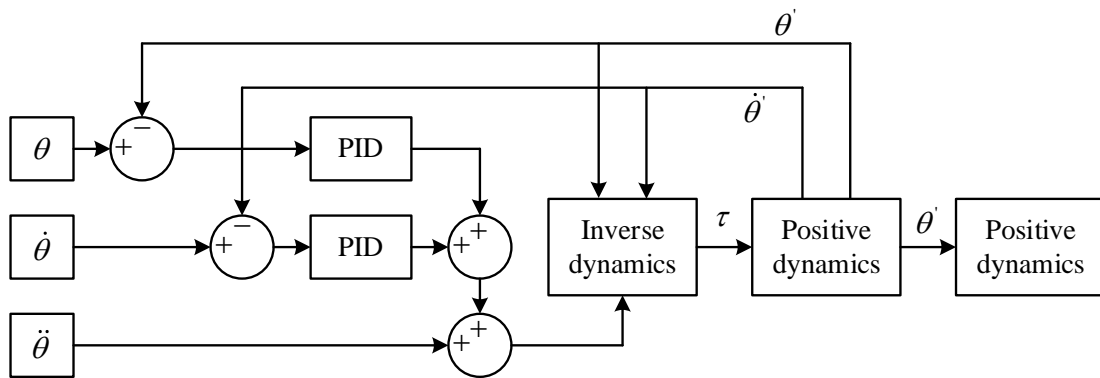 θ'
θ̇'
θ
+
−
PID
θ̇
+
−
PID
+
+
Inverse
dynamics
τ
Positive
dynamics
θ'
Positive
dynamics
θ̈
+
+